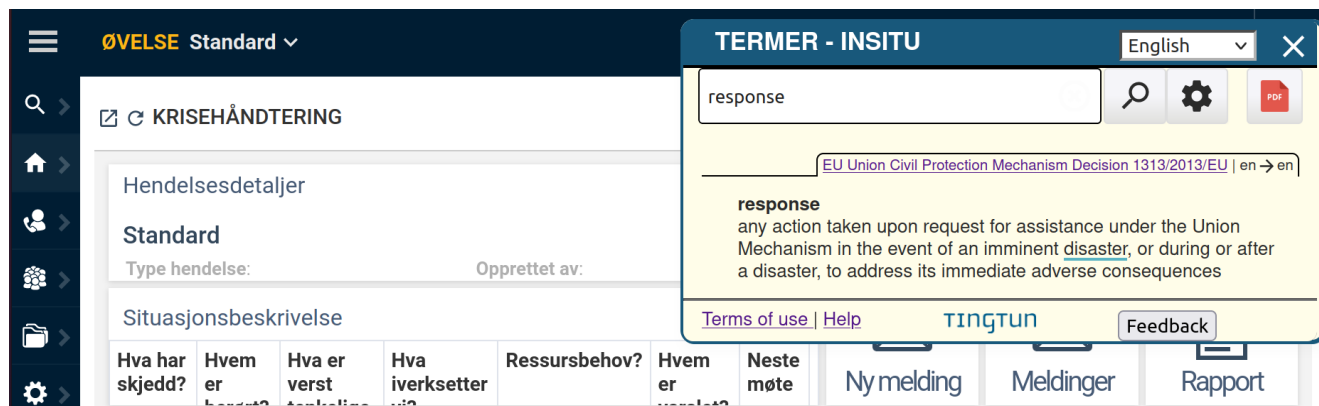 ØVELSE Standard
KRISEHÅNDTERING
Hendelsesdetaljer
Standard
Type hendelse:
Opprettet av:
Situasjonsbeskrivelse
Hva har skjedd?
Hvem er
Hva er verst
Hva iverksetter
Ressursbehov?
Hvem er
Neste møte
TERMER - INSITU
English
response
PDF
EU Union Civil Protection Mechanism Decision 1313/2013/EU | en → en
response
any action taken upon request for assistance under the Union
Mechanism in the event of an imminent disaster, or during or after
a disaster, to address its immediate adverse consequences
Terms of use | Help
TINGTUN
Feedback
Ny melding
Meldinger
Rapport